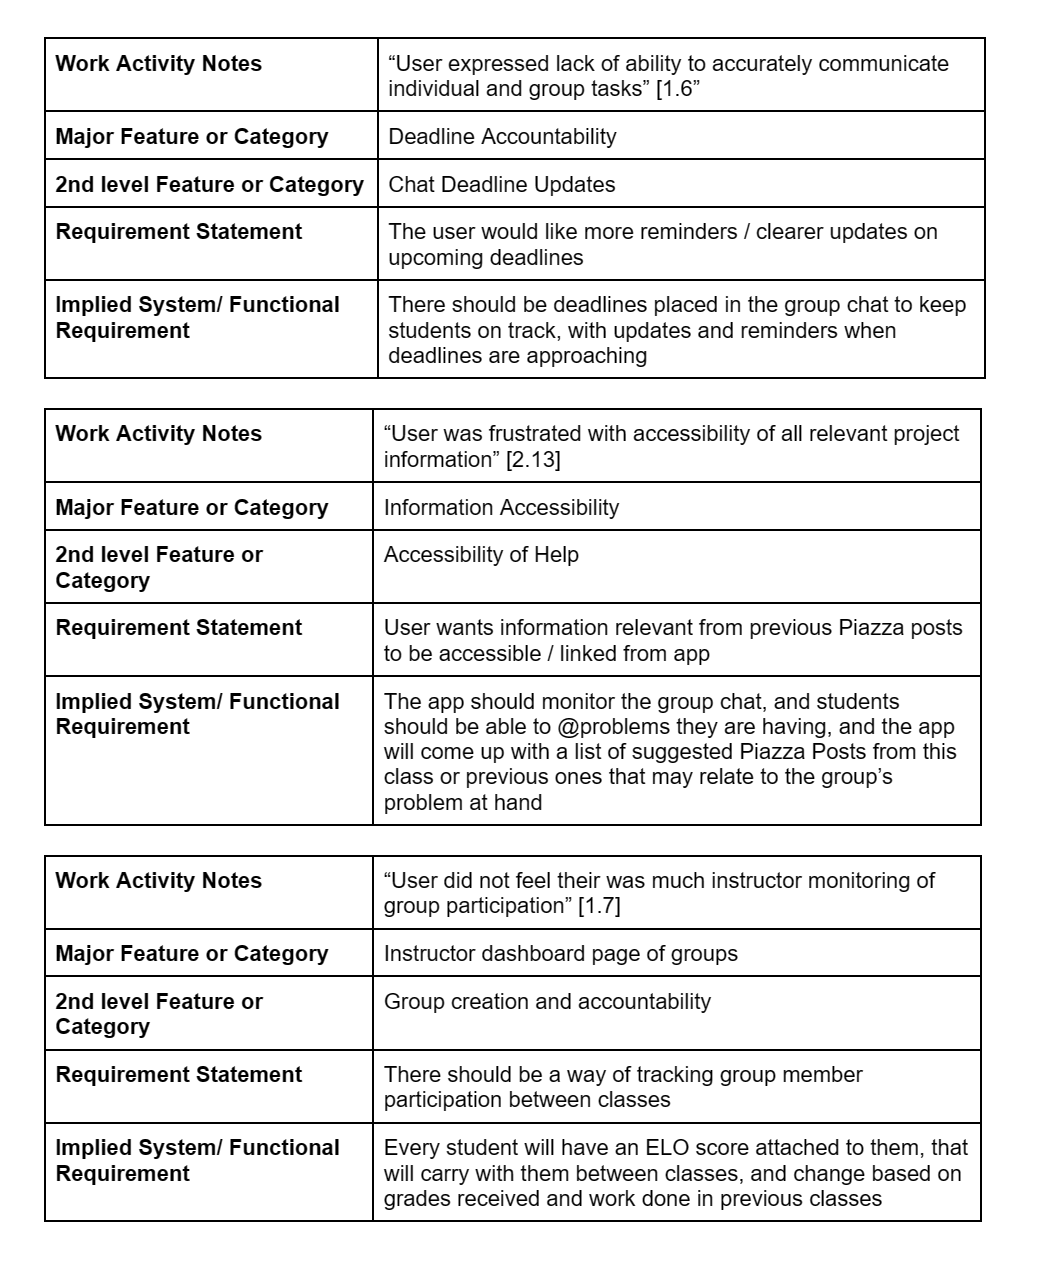 Work Activity Notes
“User expressed lack of ability to accurately communicate
individual and group tasks” [1.6”
Major Feature or Category
Deadline Accountability
2nd level Feature or Category
Chat Deadline Updates
Requirement Statement
The user would like more reminders / clearer updates on
upcoming deadlines
Implied System/ Functional
Requirement
There should be deadlines placed in the group chat to keep
students on track, with updates and reminders when
deadlines are approaching
Work Activity Notes
“User was frustrated with accessibility of all relevant project
information” [2.13]
Major Feature or Category
Information Accessibility
2nd level Feature or
Category
Accessibility of Help
Requirement Statement
User wants information relevant from previous Piazza posts
to be accessible / linked from app
Implied System/ Functional
Requirement
The app should monitor the group chat, and students
should be able to @problems they are having, and the app
will come up with a list of suggested Piazza Posts from this
class or previous ones that may relate to the group’s
problem at hand
Work Activity Notes
“User did not feel their was much instructor monitoring of
group participation” [1.7]
Major Feature or Category
Instructor dashboard page of groups
2nd level Feature or
Category
Group creation and accountability
Requirement Statement
There should be a way of tracking group member
participation between classes
Implied System/ Functional
Requirement
Every student will have an ELO score attached to them, that
will carry with them between classes, and change based on
grades received and work done in previous classes